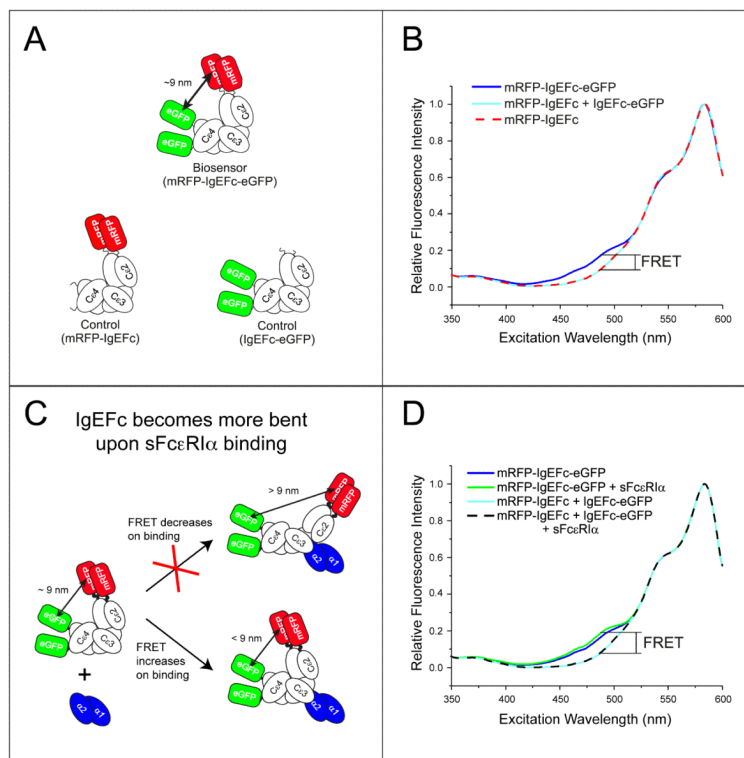 A
~9 nm
mRFP
mRFP
eGFP
eGFP
Cε2
Cε4
Cε3
Biosensor
(mRFP-IgEFc-eGFP)
mRFP
mRFP
Cε2
Cε4
Cε3
Control
(mRFP-IgEFc)
eGFP
eGFP
Cε2
Cε4
Cε3
Control
(IgEFc-eGFP)
B
mRFP-IgEFc-eGFP
mRFP-IgEFc + IgEFc-eGFP
mRFP-IgEFc
Relative Fluorescence Intensity
1.0
0.8
0.6
0.4
0.2
0.0
FRET
350 400 450 500 550 600
Excitation Wavelength (nm)
C
IgEFc becomes more bent
upon sFcεRIα binding
> 9 nm
mRFP
mRFP
eGFP
eGFP
Cε2
Cε4
Cε3
α2
α1
FRET decreases
on binding
~ 9 nm
mRFP
mRFP
eGFP
eGFP
Cε2
Cε4
Cε3
+
α2
α1
FRET
increases
on binding
< 9 nm
mRFP
mRFP
eGFP
eGFP
Cε2
Cε4
Cε3
α2
α1
D
mRFP-IgEFc-eGFP
mRFP-IgEFc-eGFP + sFcεRIα
mRFP-IgEFc + IgEFc-eGFP
mRFP-IgEFc + IgEFc-eGFP
+ sFcεRIα
Relative Fluorescence Intensity
1.0
0.8
0.6
0.4
0.2
0.0
FRET
350 400 450 500 550 600
Excitation Wavelength (nm)